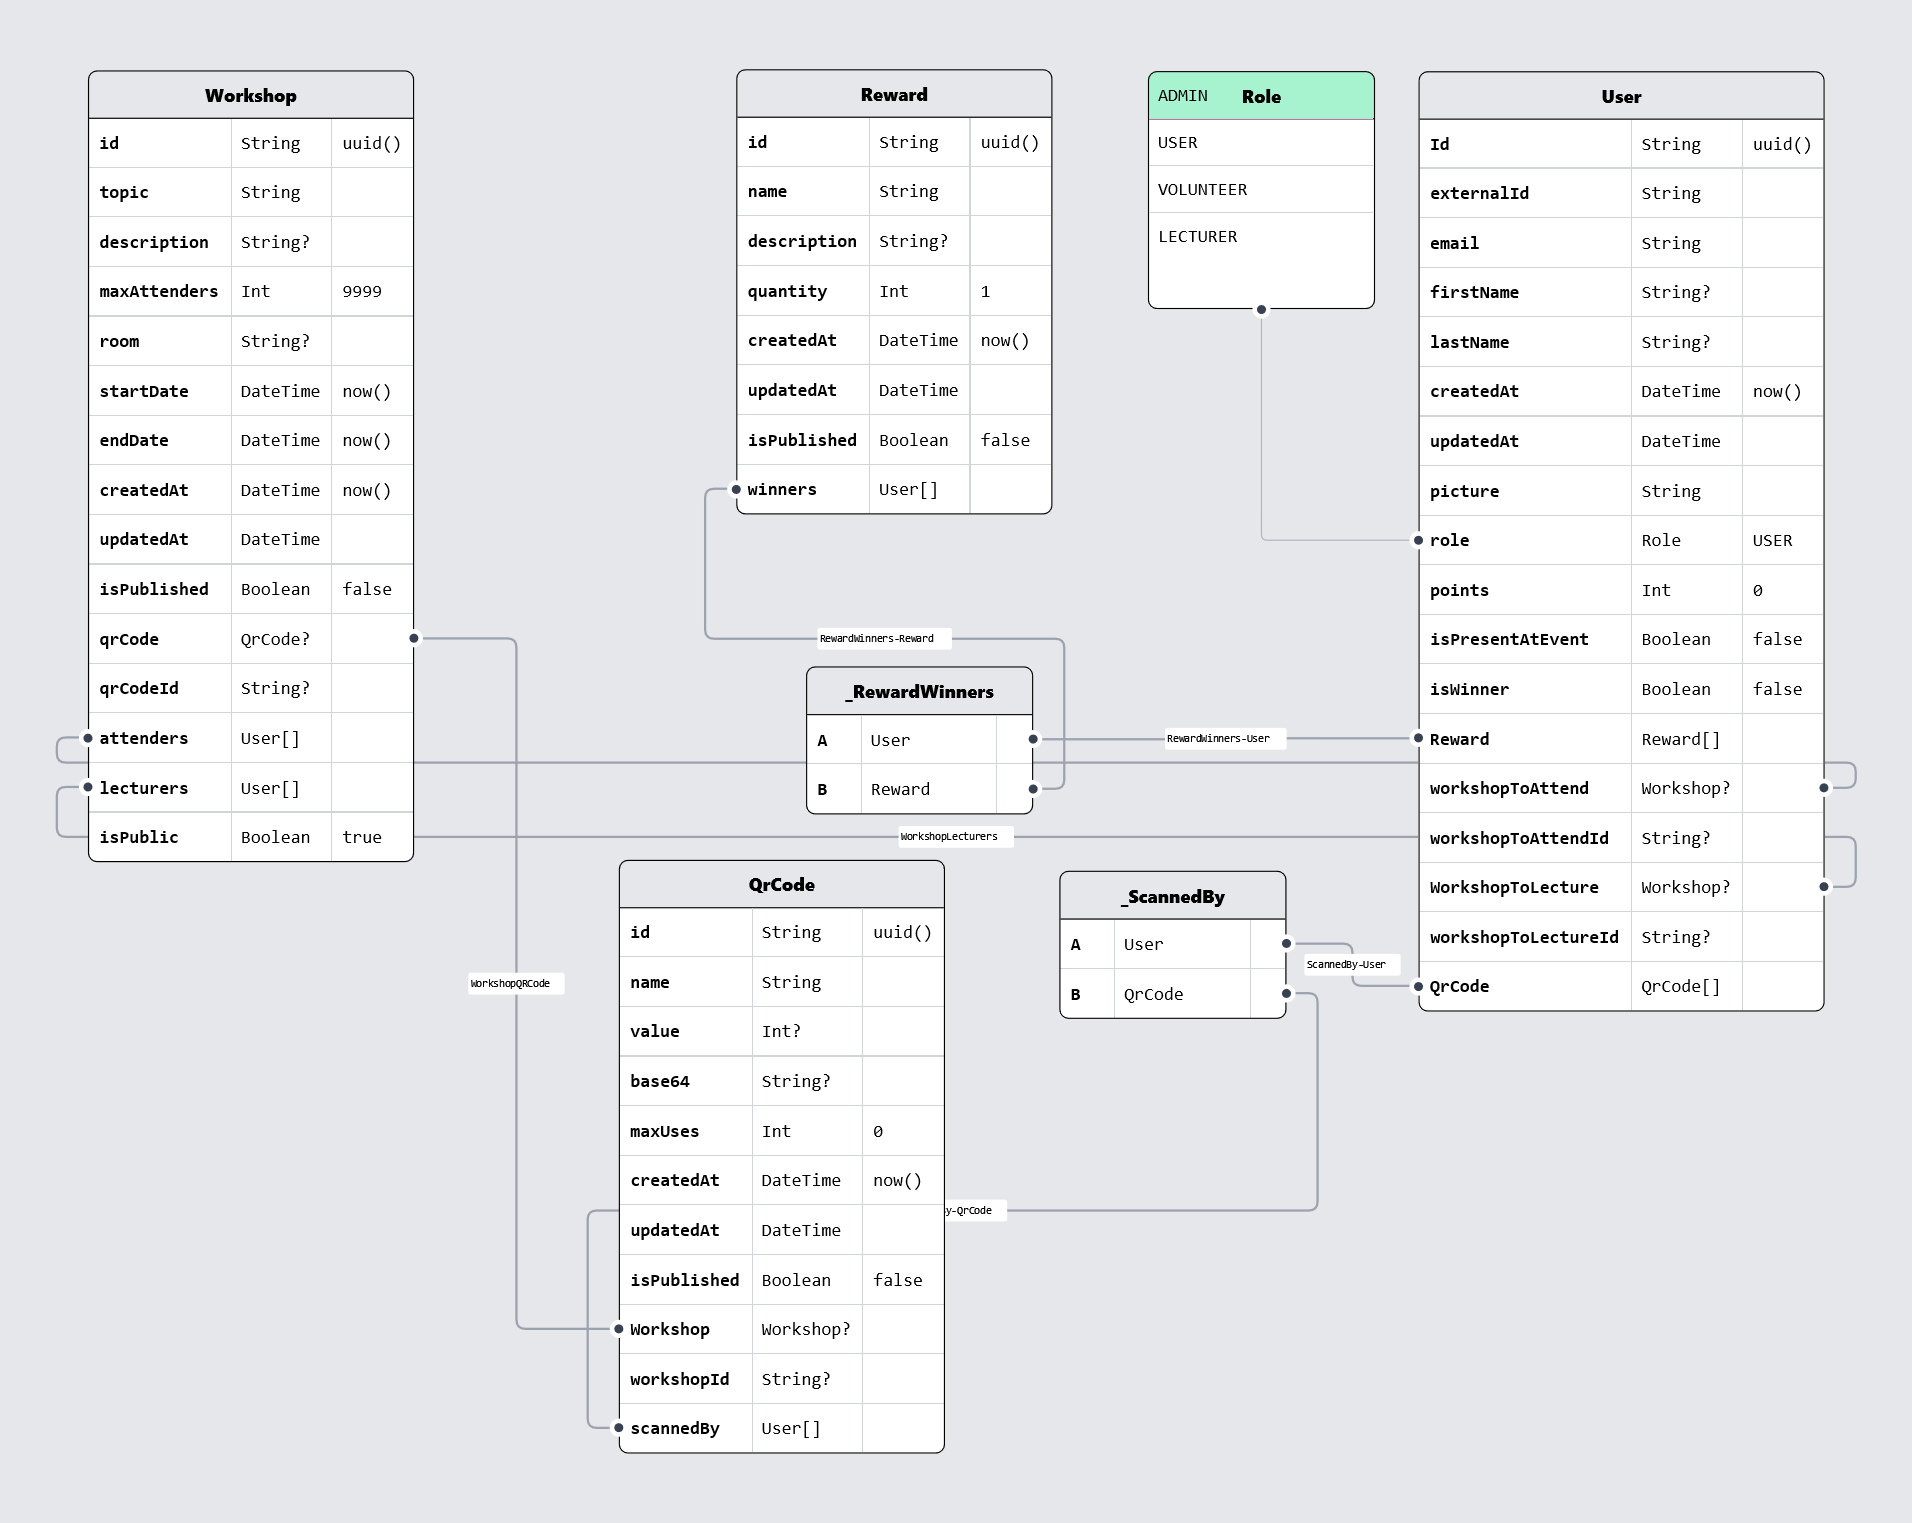 Workshop
id String uuid()
topic String
description String?
maxAttenders Int 9999
room String?
startDate DateTime now()
endDate DateTime now()
createdAt DateTime now()
updatedAt DateTime
isPublished Boolean false
qrCode QrCode?
qrCodeId String?
attenders User[]
lecturers User[]
isPublic Boolean true
Reward
id String uuid()
name String
description String?
quantity Int 1
createdAt DateTime now()
updatedAt DateTime
isPublished Boolean false
winners User[]
ADMIN Role
USER
VOLUNTEER
LECTURER
User
Id String uuid()
externalId String
email String
firstName String?
lastName String?
createdAt DateTime now()
updatedAt DateTime
picture String
role Role USER
points Int 0
isPresentAtEvent Boolean false
isWinner Boolean false
Reward Reward[]
workshopToAttend Workshop?
workshopToAttendId String?
WorkshopToLecture Workshop?
workshopToLectureId String?
QrCode QrCode[]
RewardWinners-Reward
_RewardWinners
A User
B Reward
RewardWinners-User
WorkshopLecturers
QrCode
id String uuid()
name String
value Int?
base64 String?
maxUses Int 0
createdAt DateTime now()
updatedAt DateTime
isPublished Boolean false
Workshop Workshop?
workshopId String?
scannedBy User[]
_ScannedBy
A User
B QrCode
ScannedBy-User
WorkshopQRCode
y-QrCode